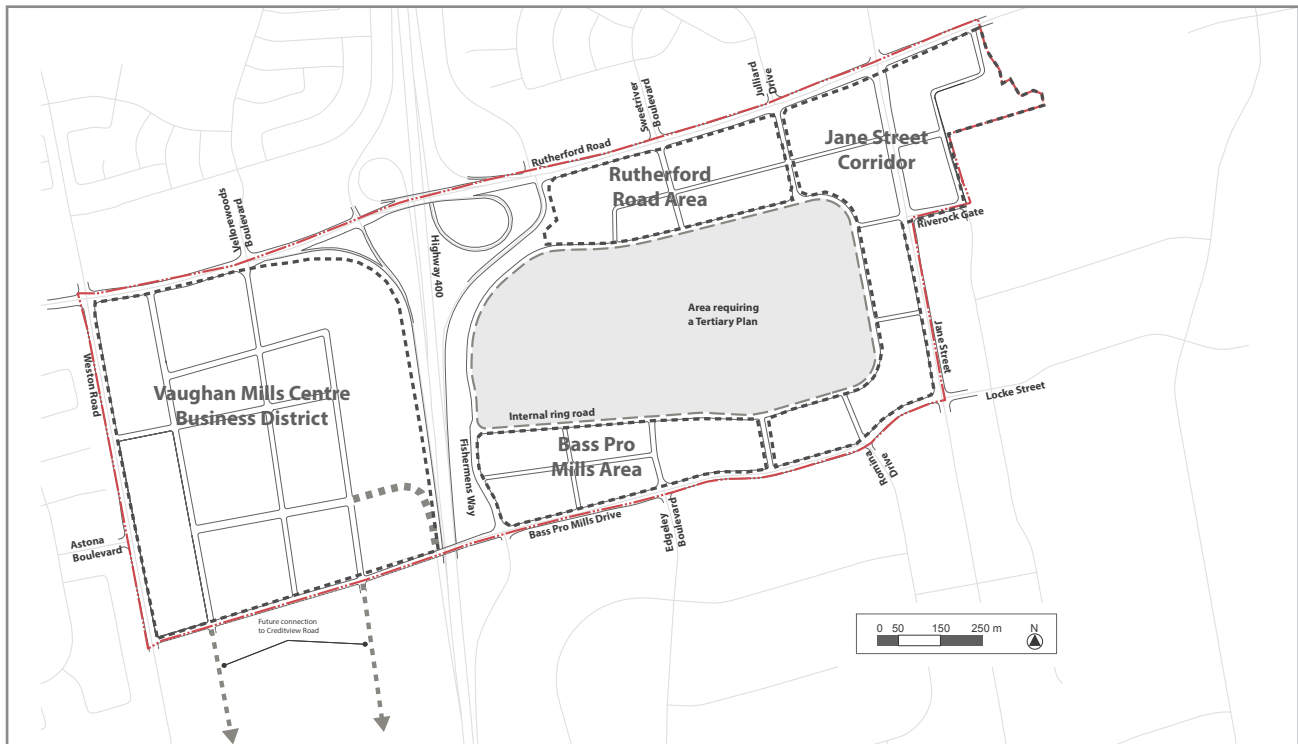 Julliard
Drive
Sweetriver
Boulevard
Rutherford Road
Jane Street
Corridor
Rutherford
Road Area
Riverock Gate
Vellorewoods
Boulevard
Highway 400
Area requiring
a Tertiary Plan
Weston Road
Jane Street
Vaughan Mills Centre
Business District
Locke Street
Internal ring road
Bass Pro
Mills Area
Fishermens Way
Romina
Drive
Bass Pro Mills Drive
Edgeley
Boulevard
Astona
Boulevard
Future connection
to Creditview Road
0 50 150 250 m
N